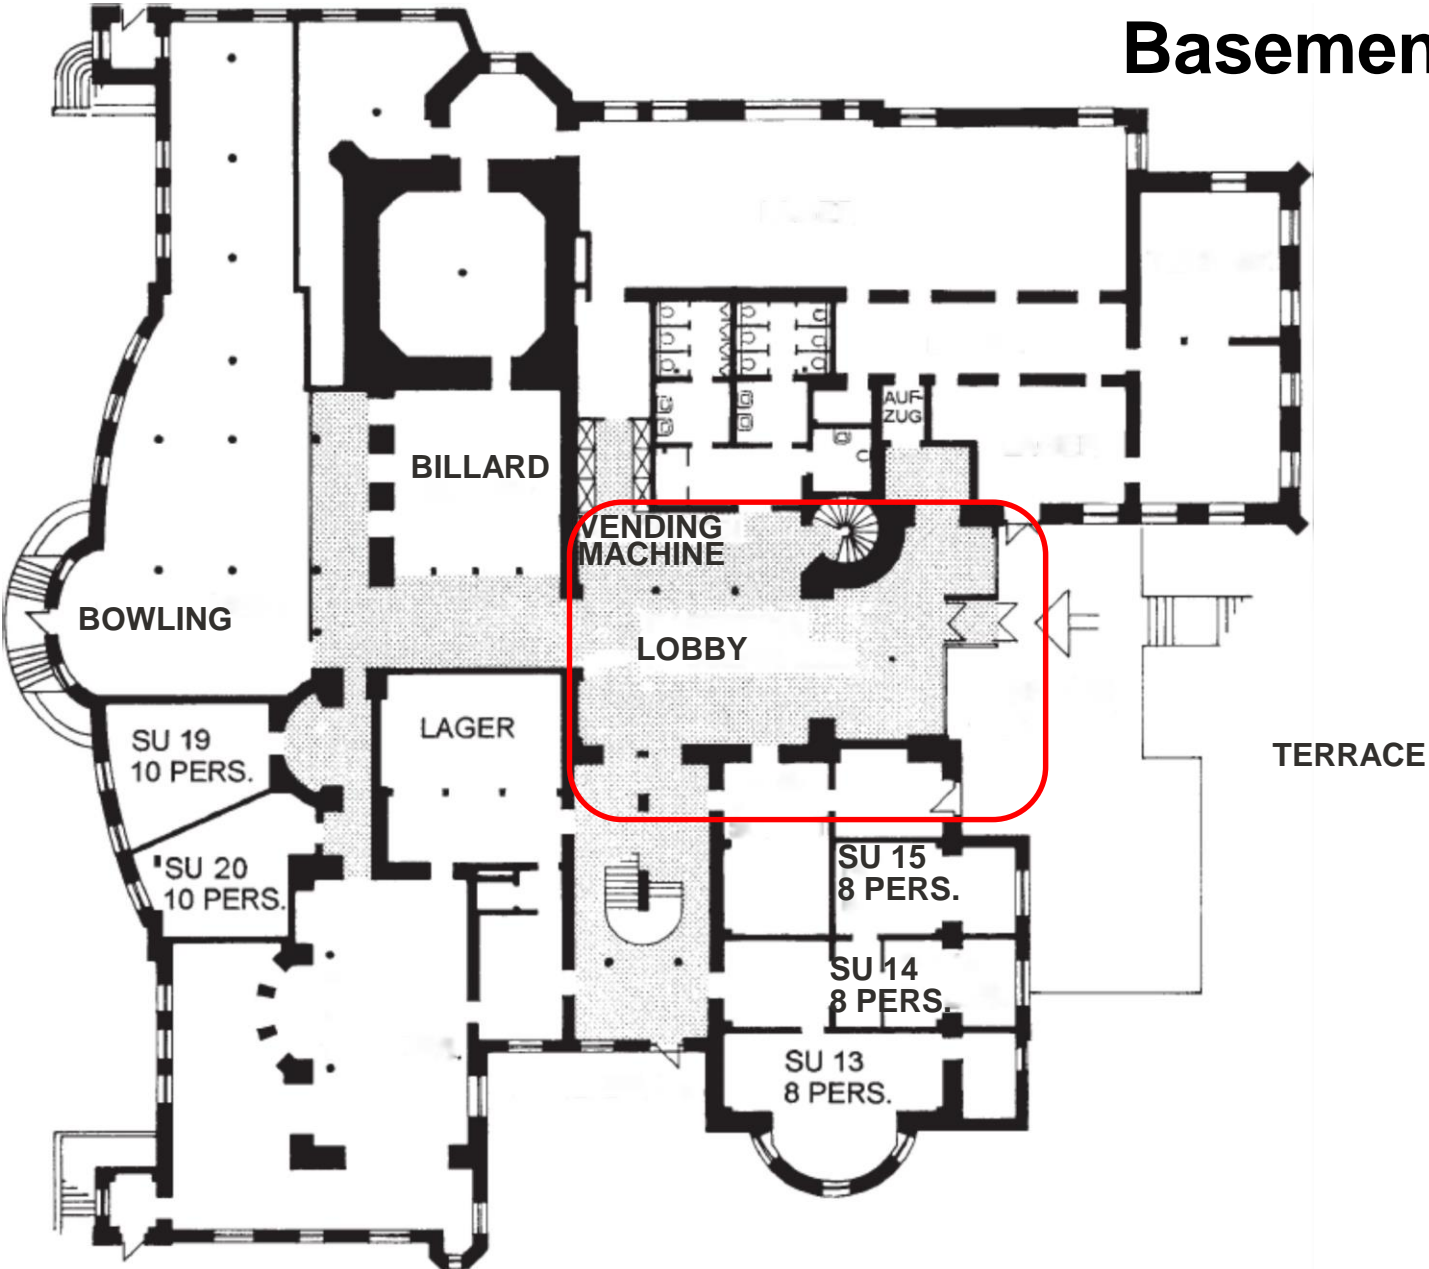 Basemen
AUF-
ZUG
BILLARD
VENDING
MACHINE
BOWLING
LOBBY
LAGER
SU 19
10 PERS.
TERRACE
SU 20
10 PERS.
SU 15
8 PERS.
SU 14
8 PERS.
SU 13
8 PERS.